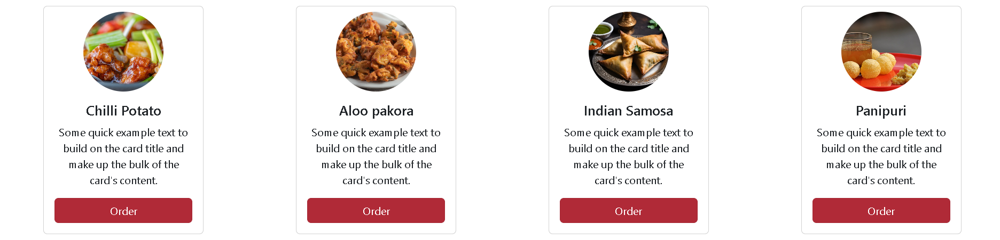 Chilli Potato
Some quick example text to
build on the card title and
make up the bulk of the
card's content.
Order
Aloo pakora
Some quick example text to
build on the card title and
make up the bulk of the
card's content.
Order
Indian Samosa
Some quick example text to
build on the card title and
make up the bulk of the
card's content.
Order
Panipuri
Some quick example text to
build on the card title and
make up the bulk of the
card's content.
Order